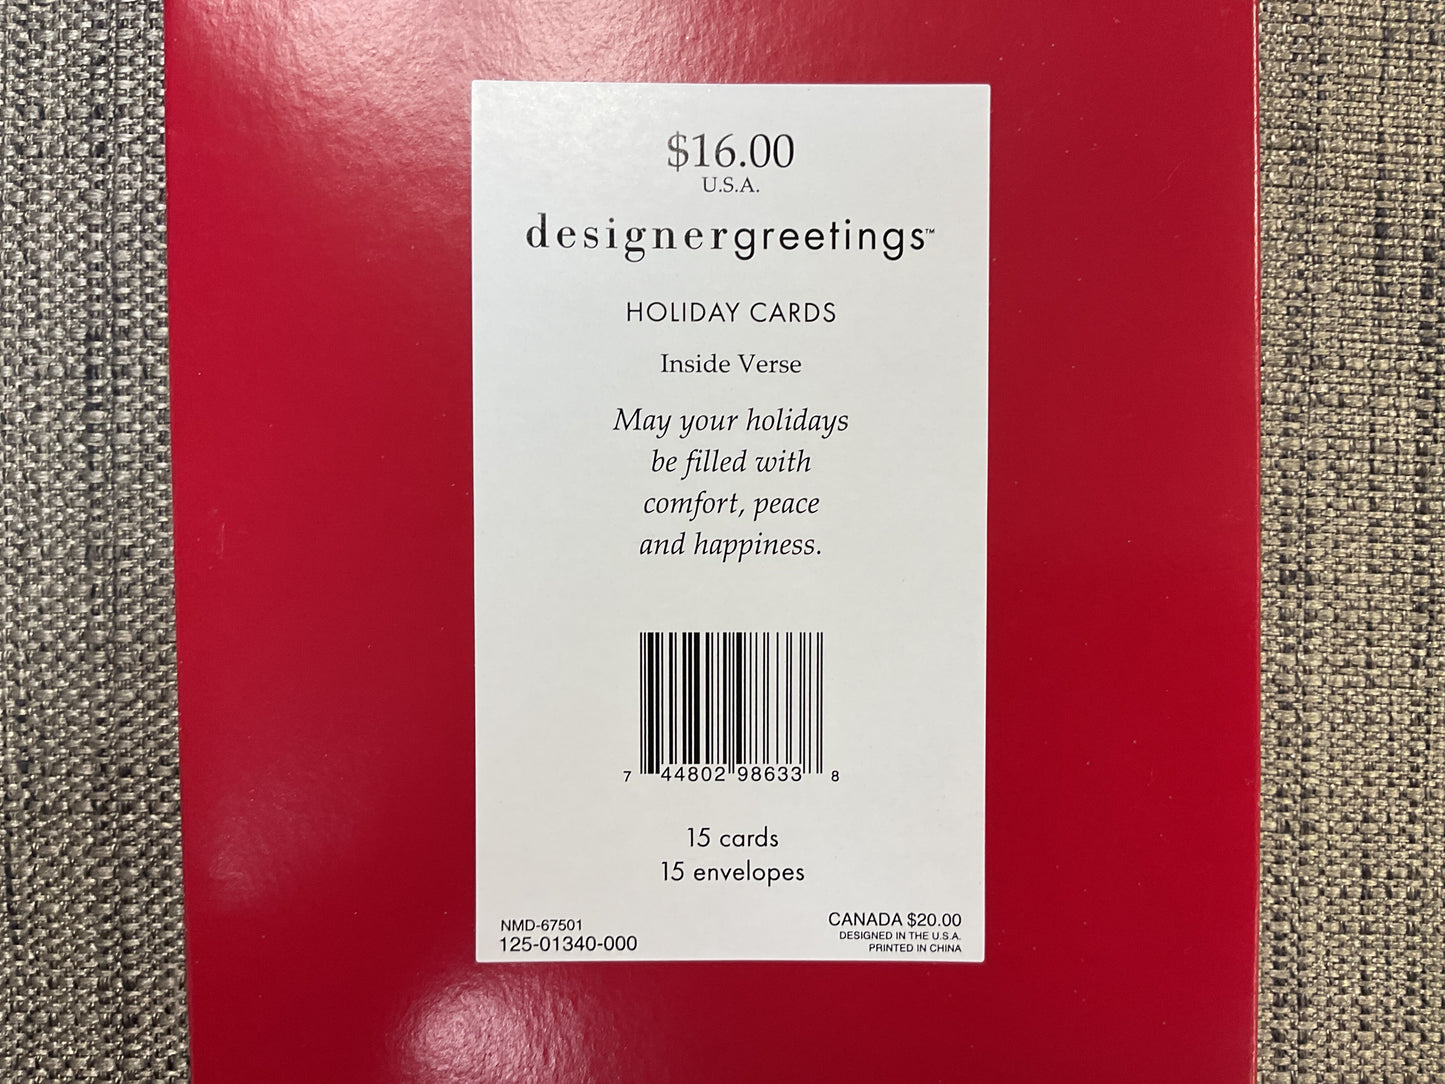 $16.00
U.S.A.
designergreetings™
HOLIDAY CARDS
Inside Verse
May your holidays
be filled with
comfort, peace
and happiness.
7 44802 98633 8
15 cards
15 envelopes
NMD-67501
125-01340-000
CANADA $20.00
DESIGNED IN THE U.S.A.
PRINTED IN CHINA